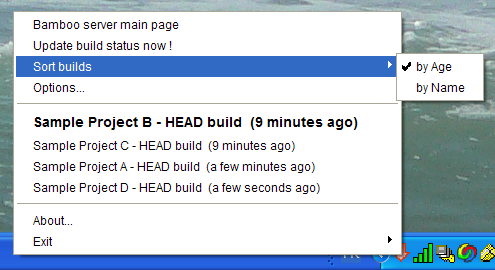 Bamboo server main page
Update build status now !
Sort builds
by Age
by Name
Options...
Sample Project B - HEAD build (9 minutes ago)
Sample Project C - HEAD build (9 minutes ago)
Sample Project A - HEAD build (a few minutes ago)
Sample Project D - HEAD build (a few seconds ago)
About...
Exit